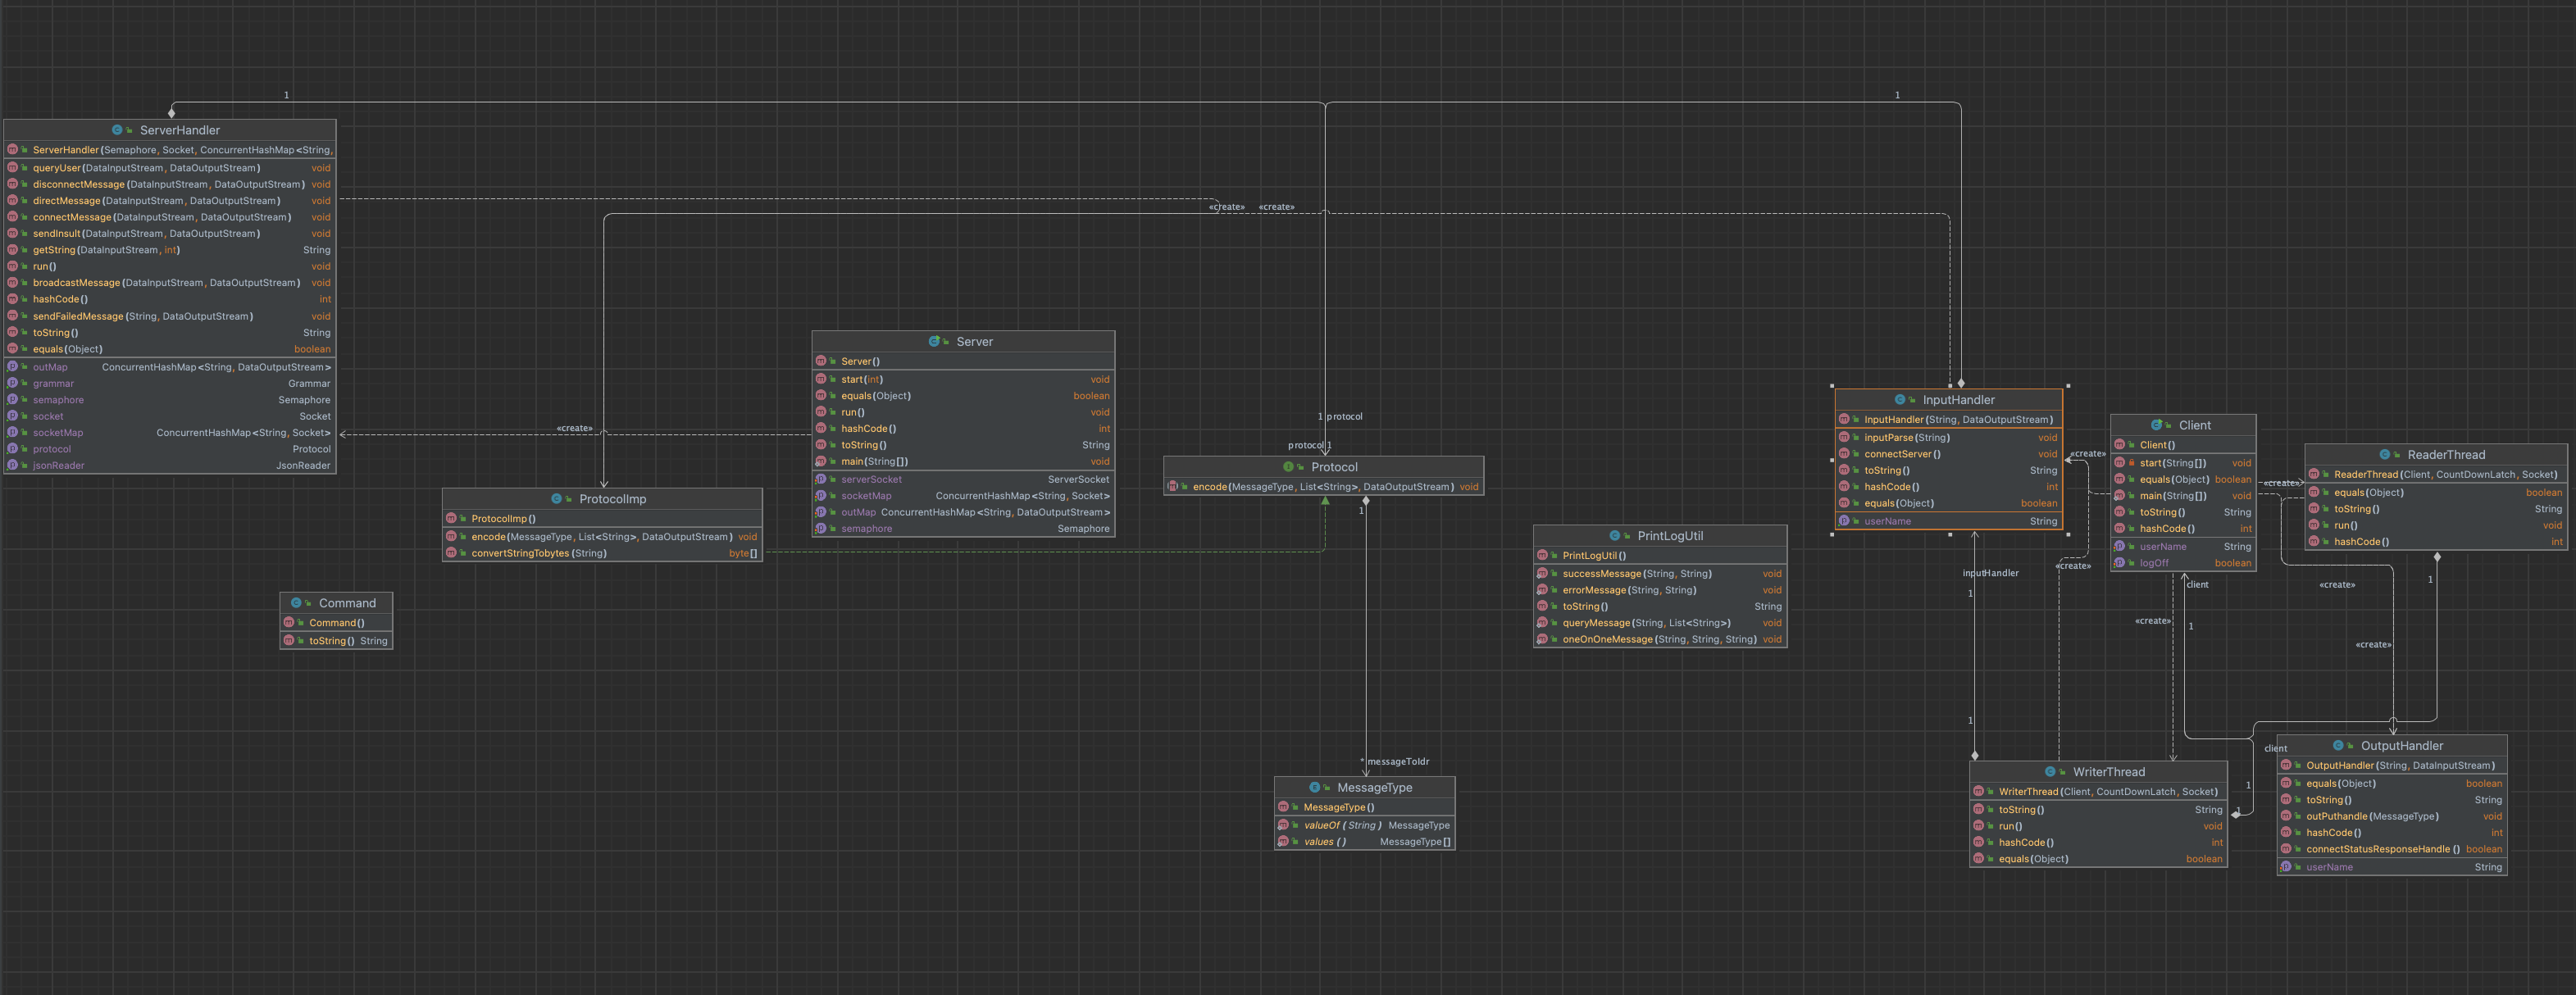 1
1
ServerHandler
ServerHandler(Semaphore, Socket, ConcurrentHashMap<String,
queryUser(DataInputStream, DataOutputStream) void
disconnectMessage(DataInputStream, DataOutputStream) void
directMessage(DataInputStream, DataOutputStream) void
connectMessage(DataInputStream, DataOutputStream) void
sendInsult(DataInputStream, DataOutputStream) void
getString(DataInputStream, int) String
run() void
broadcastMessage(DataInputStream, DataOutputStream) void
hashCode() int
sendFailedMessage(String, DataOutputStream) void
toString() String
equals(Object) boolean
outMap ConcurrentHashMap<String, DataOutputStream>
grammar Grammar
semaphore Semaphore
socket Socket
socketMap ConcurrentHashMap<String, Socket>
protocol Protocol
jsonReader JsonReader
«create»
«create»
«create»
Server
Server()
start(int) void
equals(Object) boolean
run() void
hashCode() int
toString() String
main(String[]) void
serverSocket ServerSocket
socketMap ConcurrentHashMap<String, Socket>
outMap ConcurrentHashMap<String, DataOutputStream>
semaphore Semaphore
ProtocolImp
ProtocolImp()
encode(MessageType, List<String>, DataOutputStream) void
convertStringTobytes(String) byte[]
Command
Command()
toString() String
1 protocol
protocol 1
Protocol
encode(MessageType, List<String>, DataOutputStream) void
1
* messageToIdr
MessageType
MessageType()
valueOf(String) MessageType
values() MessageType[]
PrintLogUtil
PrintLogUtil()
successMessage(String, String) void
errorMessage(String, String) void
toString() String
queryMessage(String, List<String>) void
oneOnOneMessage(String, String, String) void
InputHandler
InputHandler(String, DataOutputStream)
inputParse(String) void
connectServer() void
toString() String
hashCode() int
equals(Object) boolean
userName String
«create»
Client
Client()
start(String[]) void
equals(Object) boolean
main(String[]) void
toString() String
hashCode() int
userName String
logOff boolean
«create»
ReaderThread
ReaderThread(Client, CountDownLatch, Socket)
equals(Object) boolean
toString() String
run() void
hashCode() int
inputHandler
1
«create»
client
1
«create»
«create»
1
«create»
1
client
1
1
WriterThread
WriterThread(Client, CountDownLatch, Socket)
toString() String
run() void
hashCode() int
equals(Object) boolean
OutputHandler
OutputHandler(String, DataInputStream)
equals(Object) boolean
toString() String
outPuthandle(MessageType) void
hashCode() int
connectStatusResponseHandle() boolean
userName String